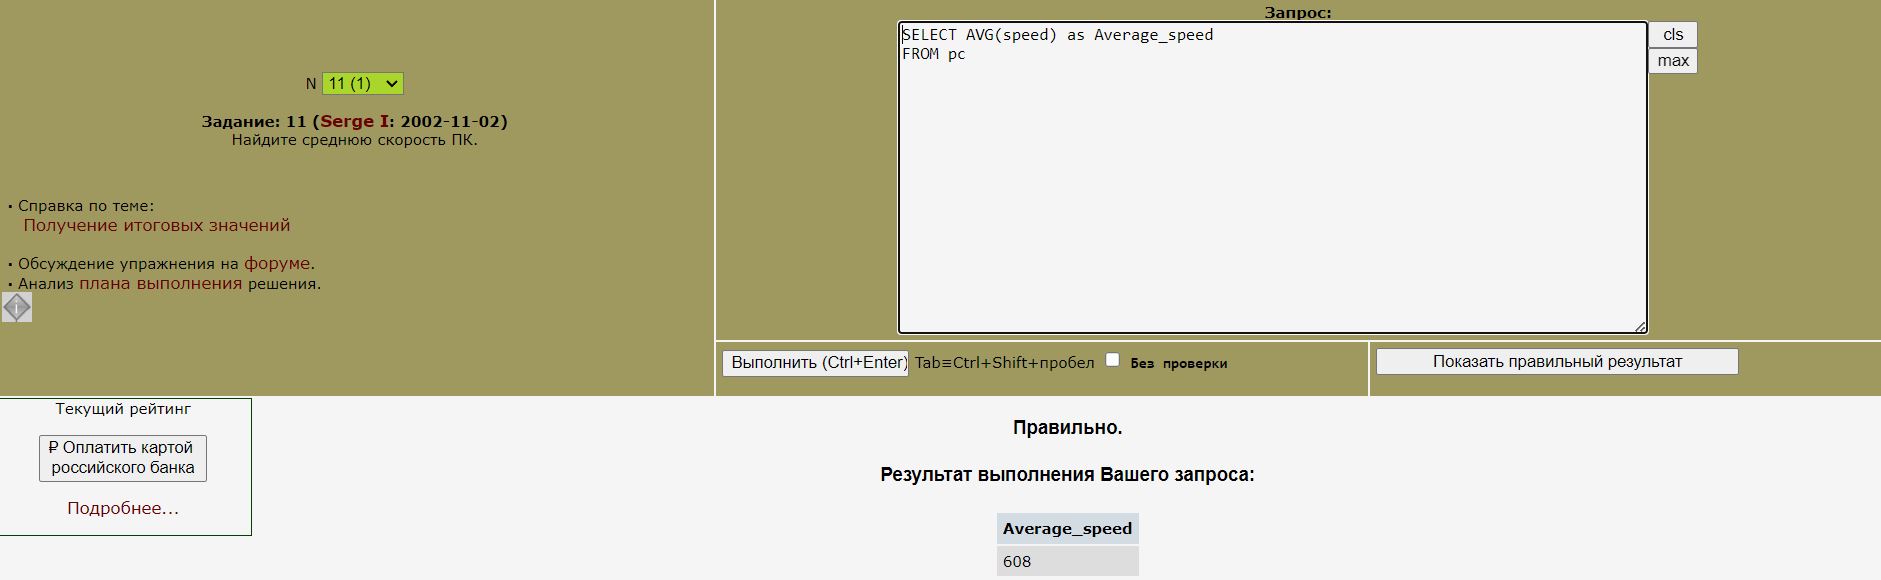 N 11 (1)
Задание: 11 (Serge I: 2002-11-02)
Найдите среднюю скорость ПК.
· Справка по теме:
Получение итоговых значений
· Обсуждение упражнения на форуме.
· Анализ плана выполнения решения.
i
Запрос:
SELECT AVG(speed) as Average_speed
FROM pc
cls
max
Выполнить (Ctrl+Enter) Tab≡Ctrl+Shift+пробел Без проверки
Показать правильный результат
Текущий рейтинг
₽ Оплатить картой
российского банка
Подробнее...
Правильно.
Результат выполнения Вашего запроса:
Average_speed
608